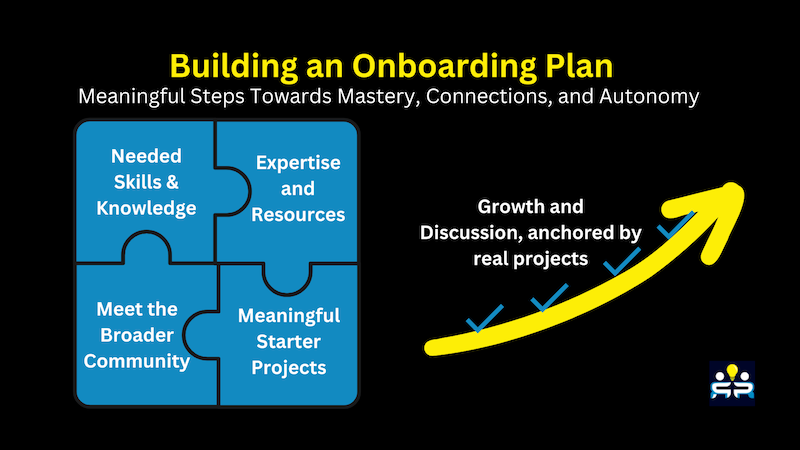 Building an Onboarding Plan
Meaningful Steps Towards Mastery, Connections, and Autonomy
Needed
Skills &
Knowledge
Expertise
and
Resources
Meet the
Broader
Community
Meaningful
Starter
Projects
Growth and
Discussion, anchored by
real projects